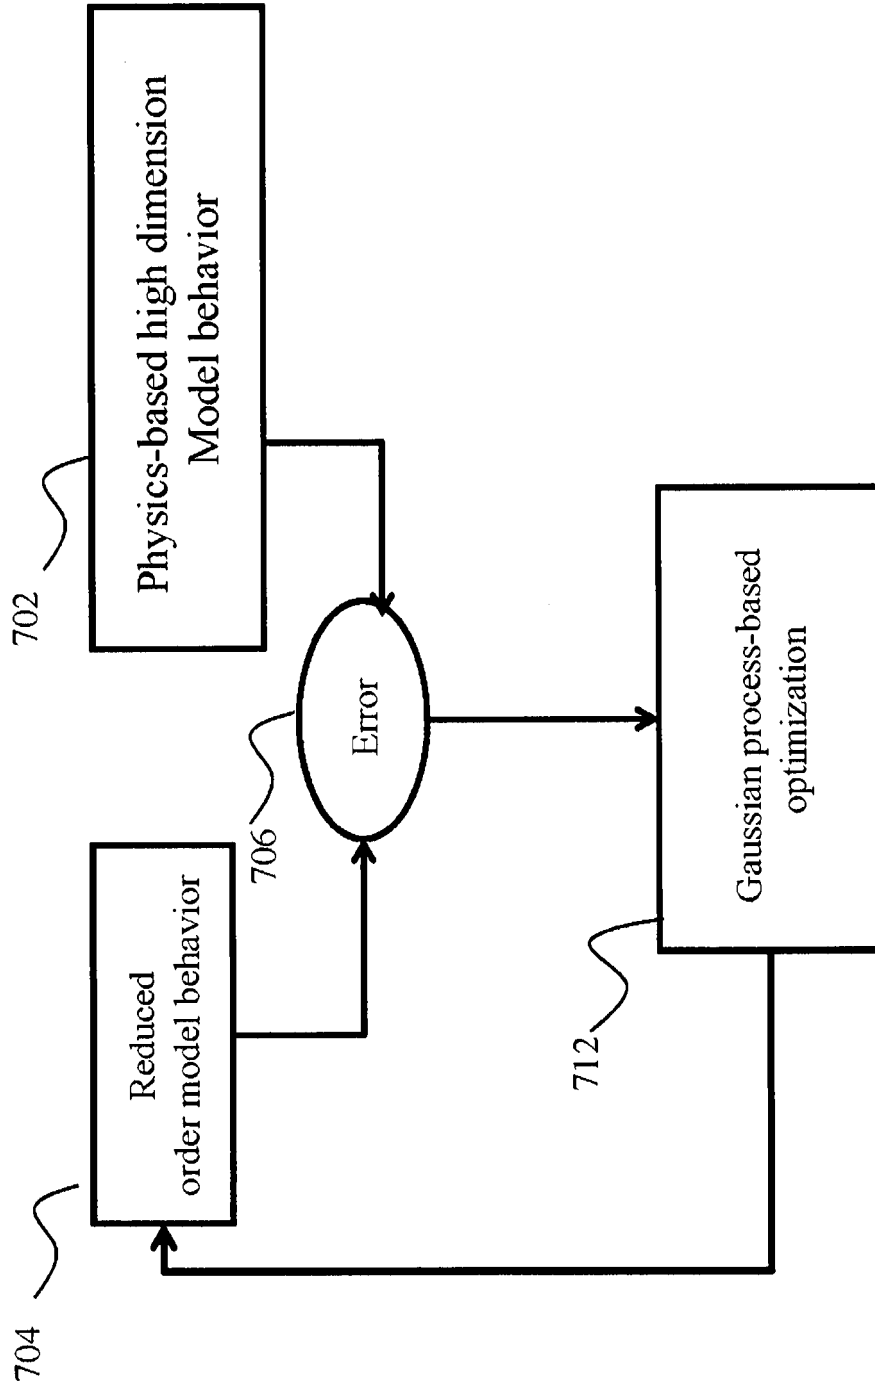 704
Reduced
order model behavior
702
Physics-based high dimension
Model behavior
706
Error
712
Gaussian process-based
optimization